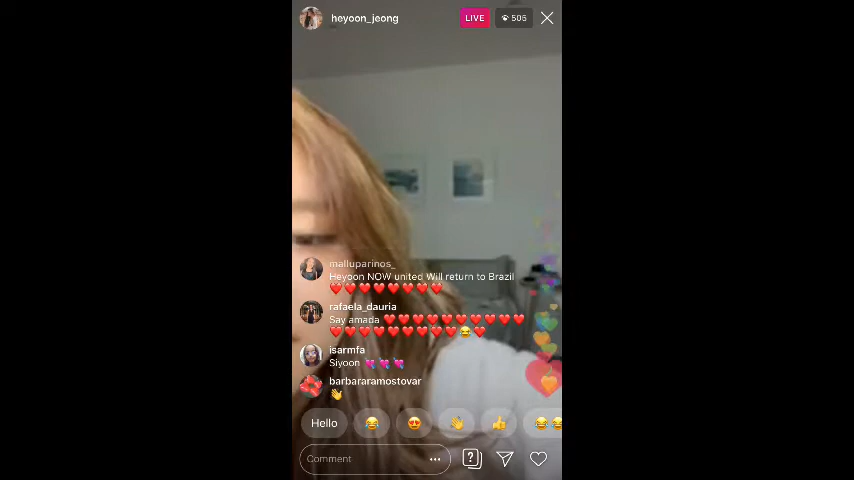 heyoon_jeong
LIVE
505
malluparinos_
Heyoon NOW united Will return to Brazil
❤️❤️❤️❤️❤️❤️❤️❤️
rafaela_dauria
Say amada ❤️❤️❤️❤️❤️❤️❤️❤️❤️❤️
❤️❤️❤️❤️❤️❤️❤️❤️❤️😂❤️
isarmfa
Siyoon 💘💘💘
barbararamostovar
👋
Hello 😂 😍 👋 👍 😂😂
Comment